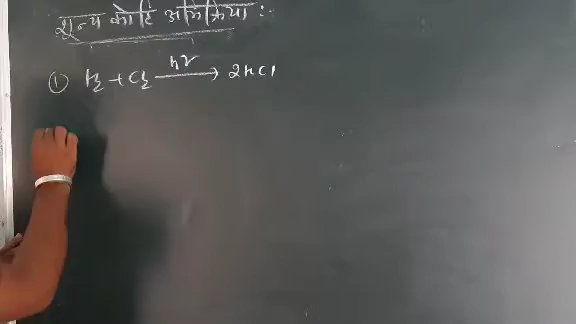 शून्य कोटि अभिक्रिया :-
① H₂ + Cl₂ —hν→ 2HCl